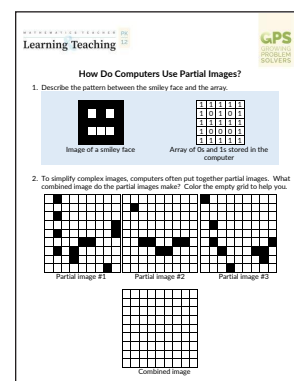 MATHEMATICS TEACHER PK
Learning Teaching 12
GPS
GROWING
PROBLEM
SOLVERS
How Do Computers Use Partial Images?
1. Describe the pattern between the smiley face and the array.
1 1 1 1 1
1 0 1 0 1
1 1 1 1 1
1 0 0 0 1
1 1 1 1 1
Image of a smiley face
Array of 0s and 1s stored in the
computer
2. To simplify complex images, computers often put together partial images. What
combined image do the partial images make? Color the empty grid to help you.
Partial image #1
Partial image #2
Partial image #3
Combined image